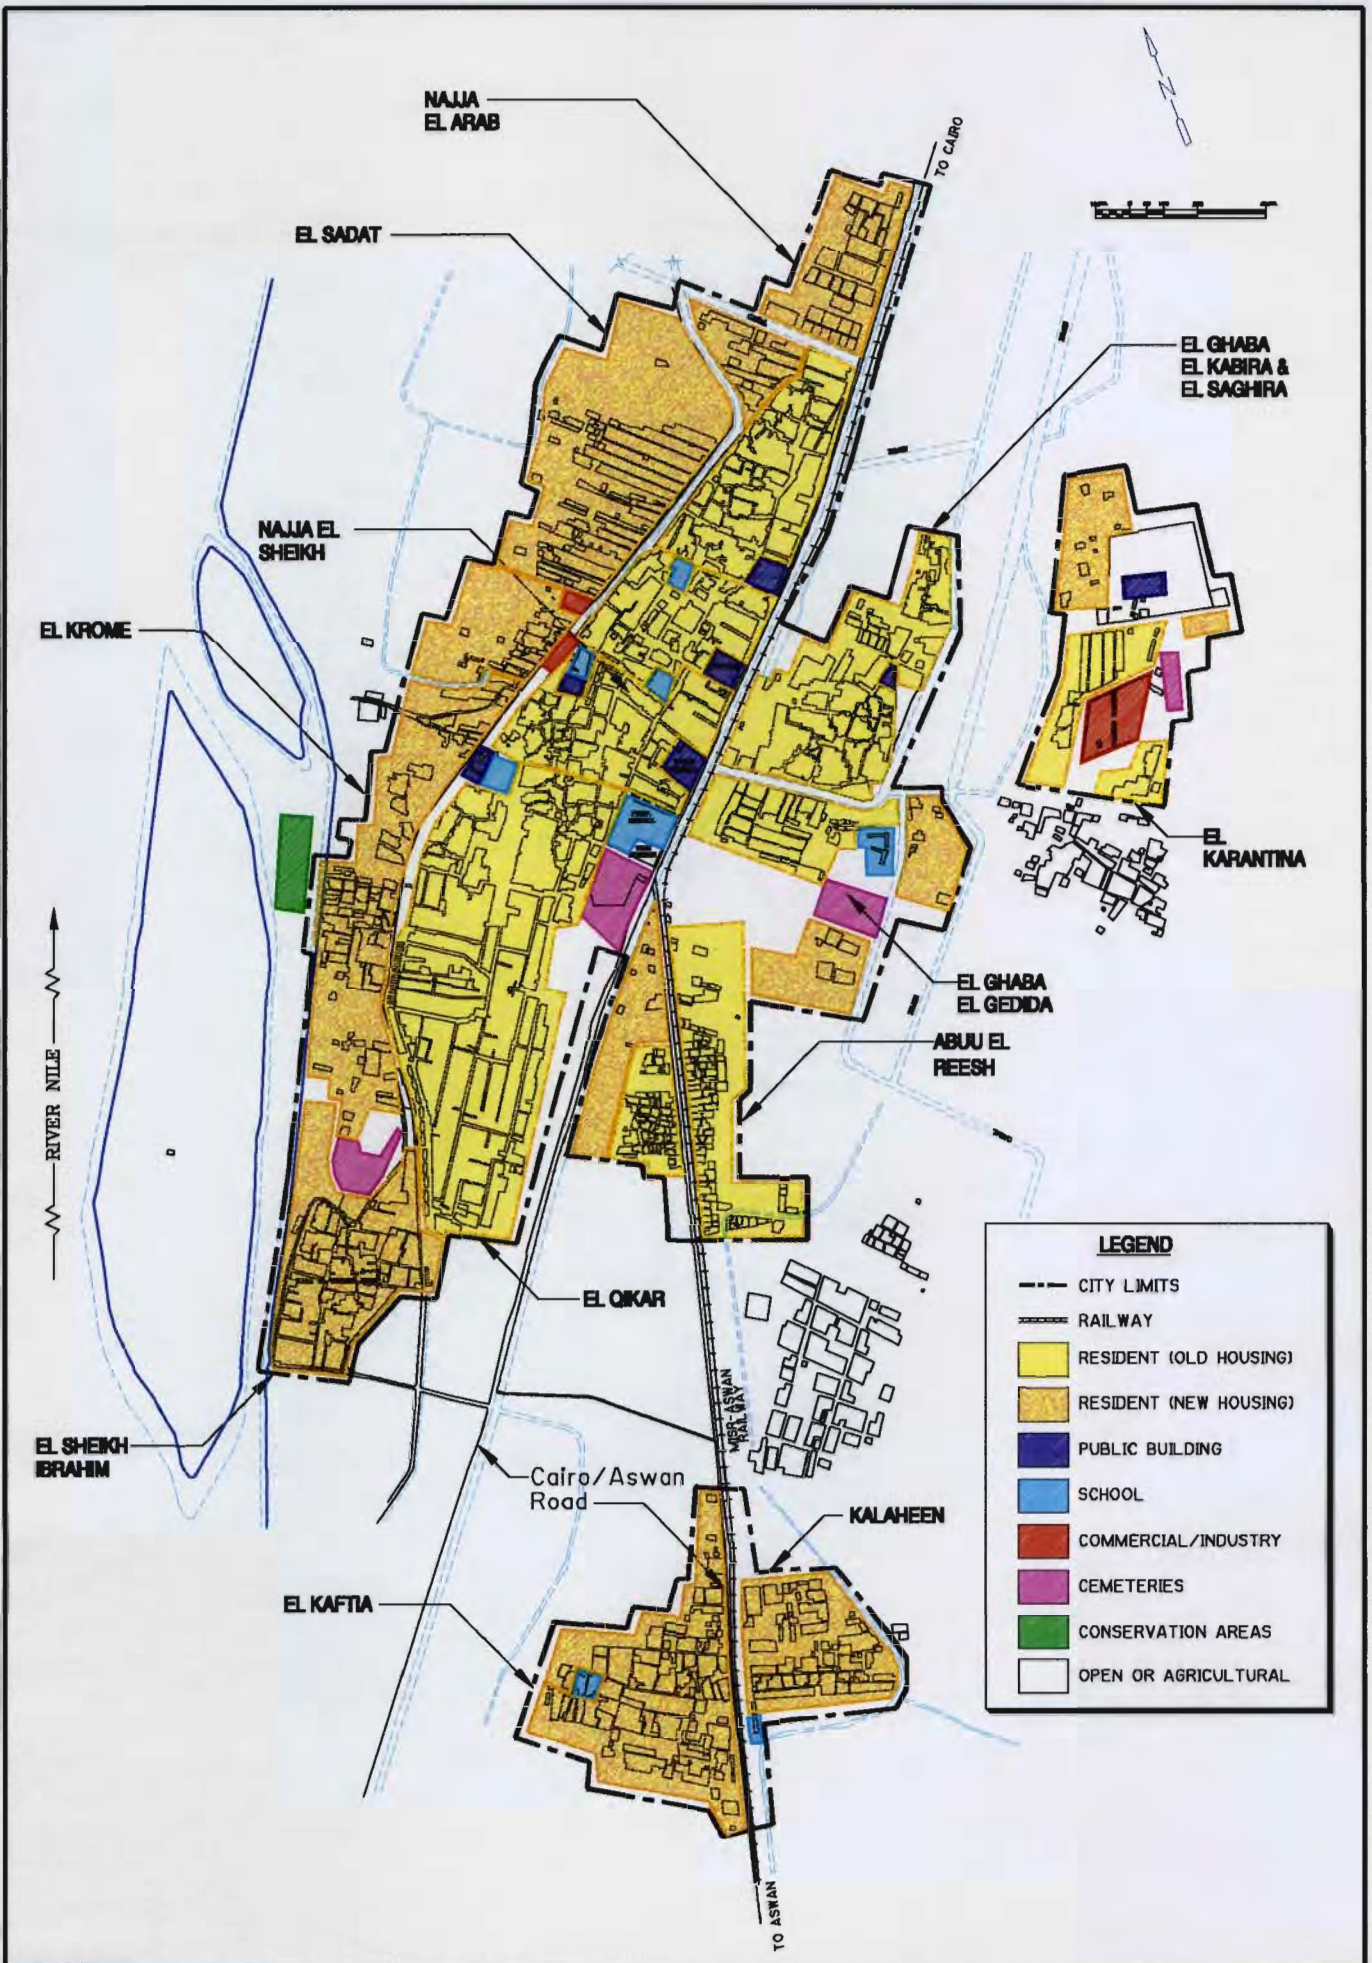 NAJJA
EL ARAB
N
TO CAIRO
EL SADAT
EL GHABA
EL KABIRA &
EL SAGHIRA
NAJJA EL
SHEIKH
EL KROME
EL
KARANTINA
EL GHABA
EL GEDIDA
ABUU EL
REESH
RIVER NILE
EL QIKAR
MISR-ASWAN
RAILWAY
EL SHEIKH
IBRAHIM
Cairo/Aswan
Road
KALAHEEN
EL KAFTIA
TO ASWAN
LEGEND
CITY LIMITS
RAILWAY
RESIDENT (OLD HOUSING)
RESIDENT (NEW HOUSING)
PUBLIC BUILDING
SCHOOL
COMMERCIAL/INDUSTRY
CEMETERIES
CONSERVATION AREAS
OPEN OR AGRICULTURAL